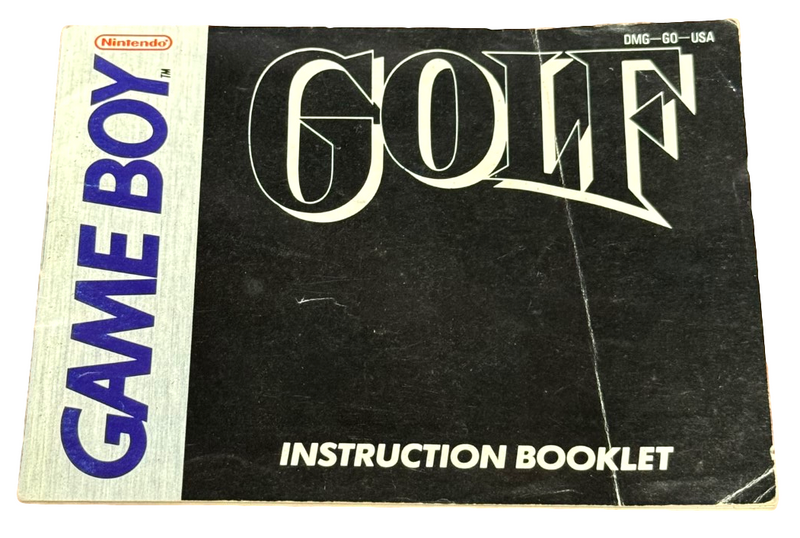 Nintendo®
GAME BOY™
DMG-GO-USA
GOLF
INSTRUCTION BOOKLET